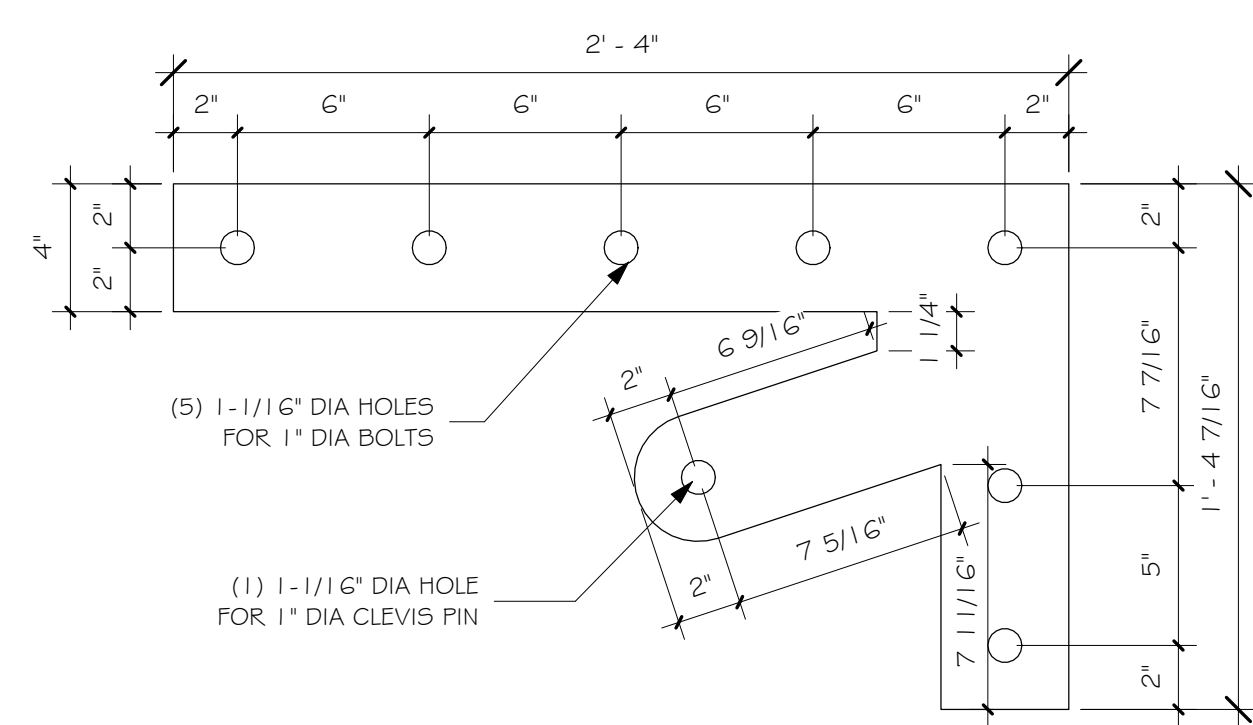 2' - 4"
2" 6" 6" 6" 6" 2"
4"
2"
2"
2"
7 7/16"
1' - 4 7/16"
5"
2"
1 1/4"
6 9/16"
2"
(5) 1-1/16" DIA HOLES
FOR 1" DIA BOLTS
7 5/16"
2"
7 11/16"
(1) 1-1/16" DIA HOLE
FOR 1" DIA CLEVIS PIN